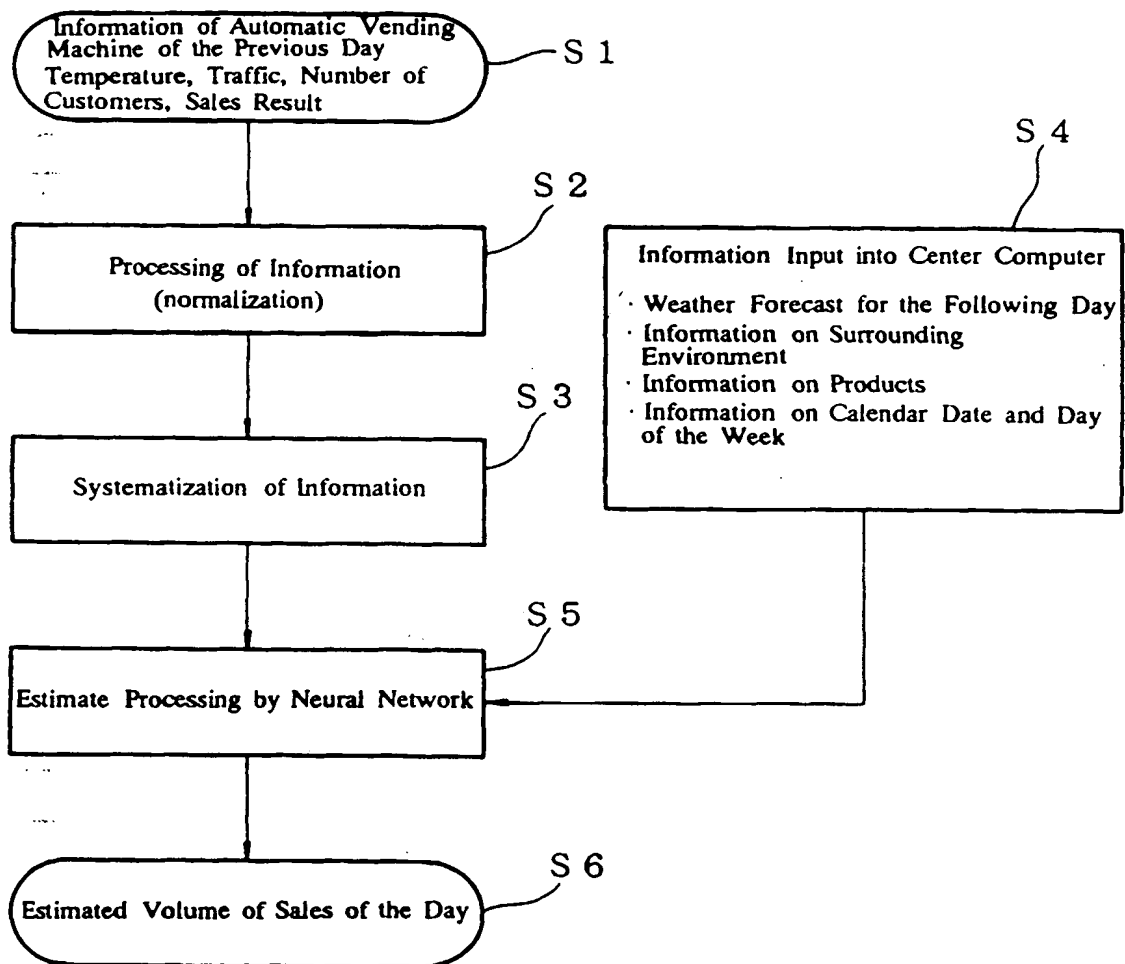 Information of Automatic Vending
Machine of the Previous Day
Temperature, Traffic, Number of
Customers, Sales Result
S 1
S 2
Processing of Information
(normalization)
S 3
Systematization of Information
S 4
Information Input into Center Computer
· Weather Forecast for the Following Day
· Information on Surrounding
Environment
· Information on Products
· Information on Calendar Date and Day
of the Week
S 5
Estimate Processing by Neural Network
S 6
Estimated Volume of Sales of the Day